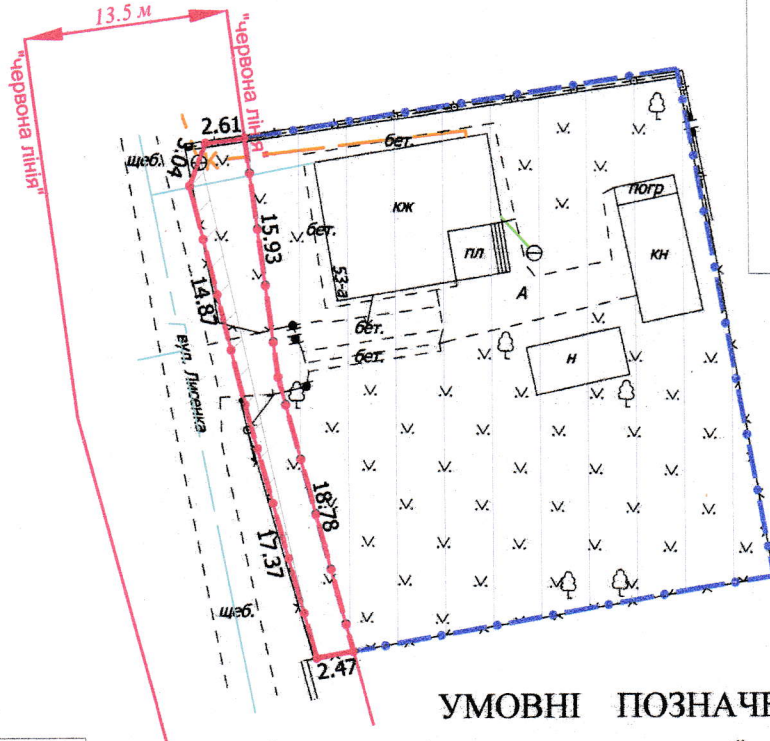 13.5 м
"червона лінія"
"червона лінія"
2.61
3.04
щеб.
бет.
кж
погр
15.93
бет.
пл
кн
53-а
А
14.87
бет.
бет.
н
вул. Лисенка
18.78
17.37
щеб.
2.47
УМОВНІ ПОЗНАЧЕ